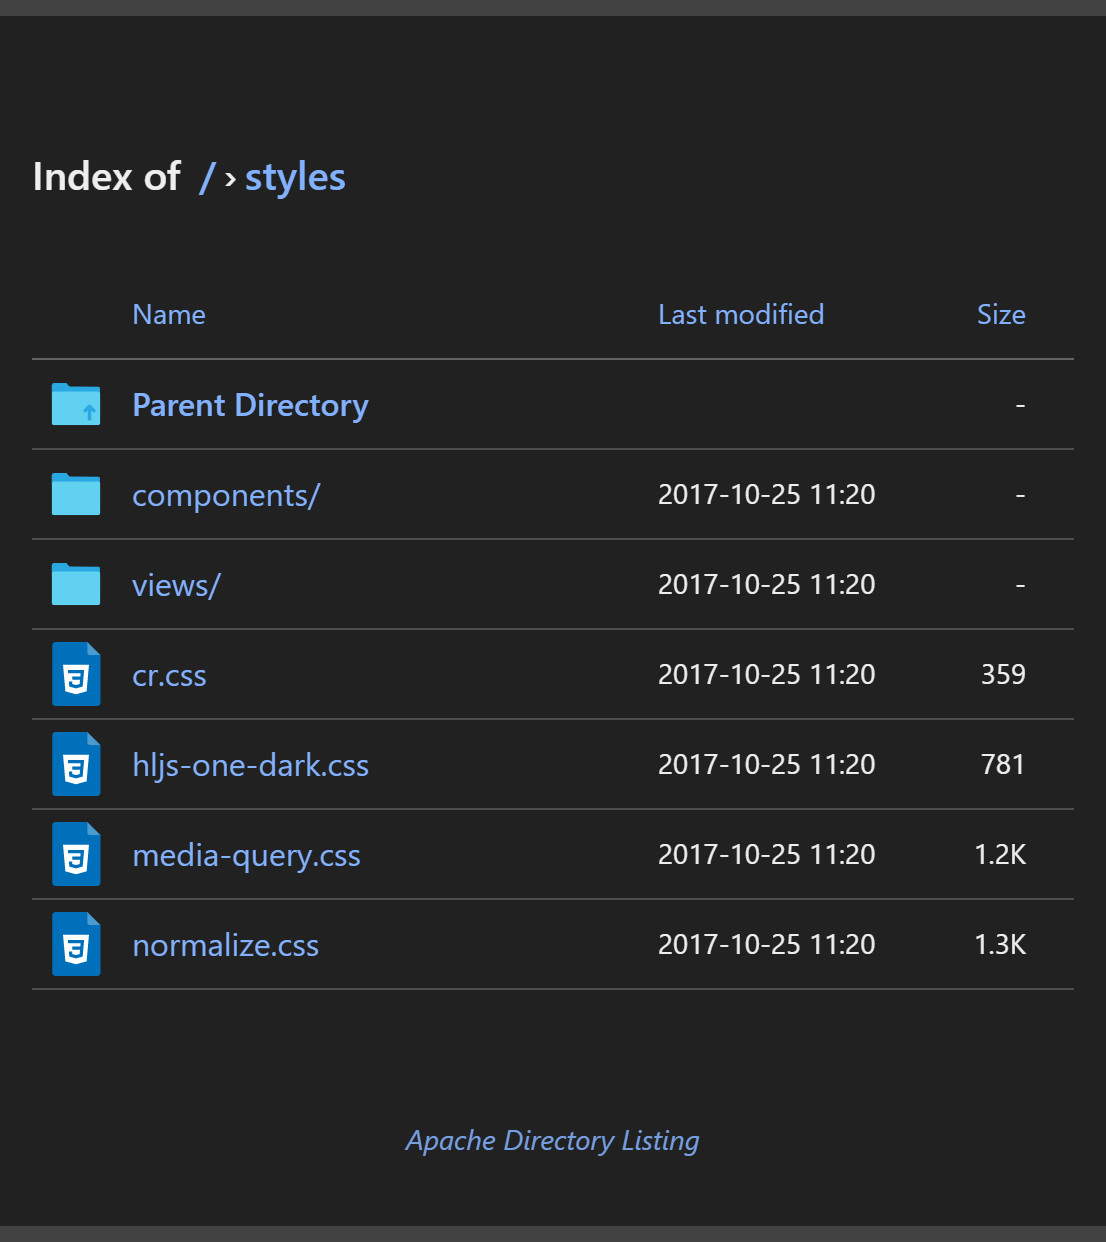 Index of / › styles
Name Last modified Size
Parent Directory -
components/ 2017-10-25 11:20 -
views/ 2017-10-25 11:20 -
cr.css 2017-10-25 11:20 359
hljs-one-dark.css 2017-10-25 11:20 781
media-query.css 2017-10-25 11:20 1.2K
normalize.css 2017-10-25 11:20 1.3K
Apache Directory Listing